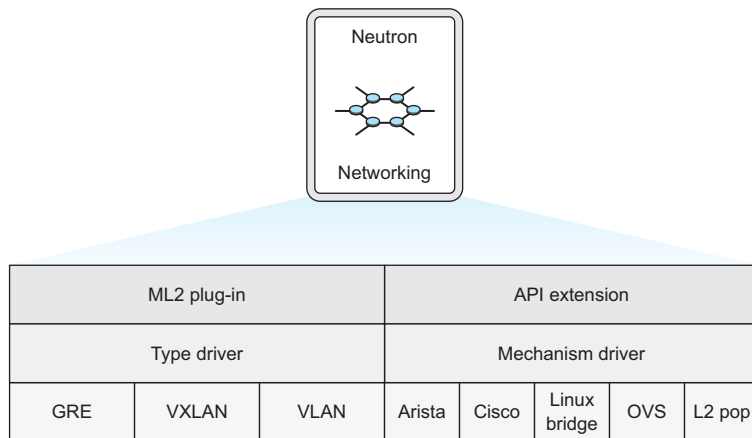 Neutron
Networking
ML2 plug-in
API extension
Type driver
Mechanism driver
GRE
VXLAN
VLAN
Arista
Cisco
Linux
bridge
OVS
L2 pop